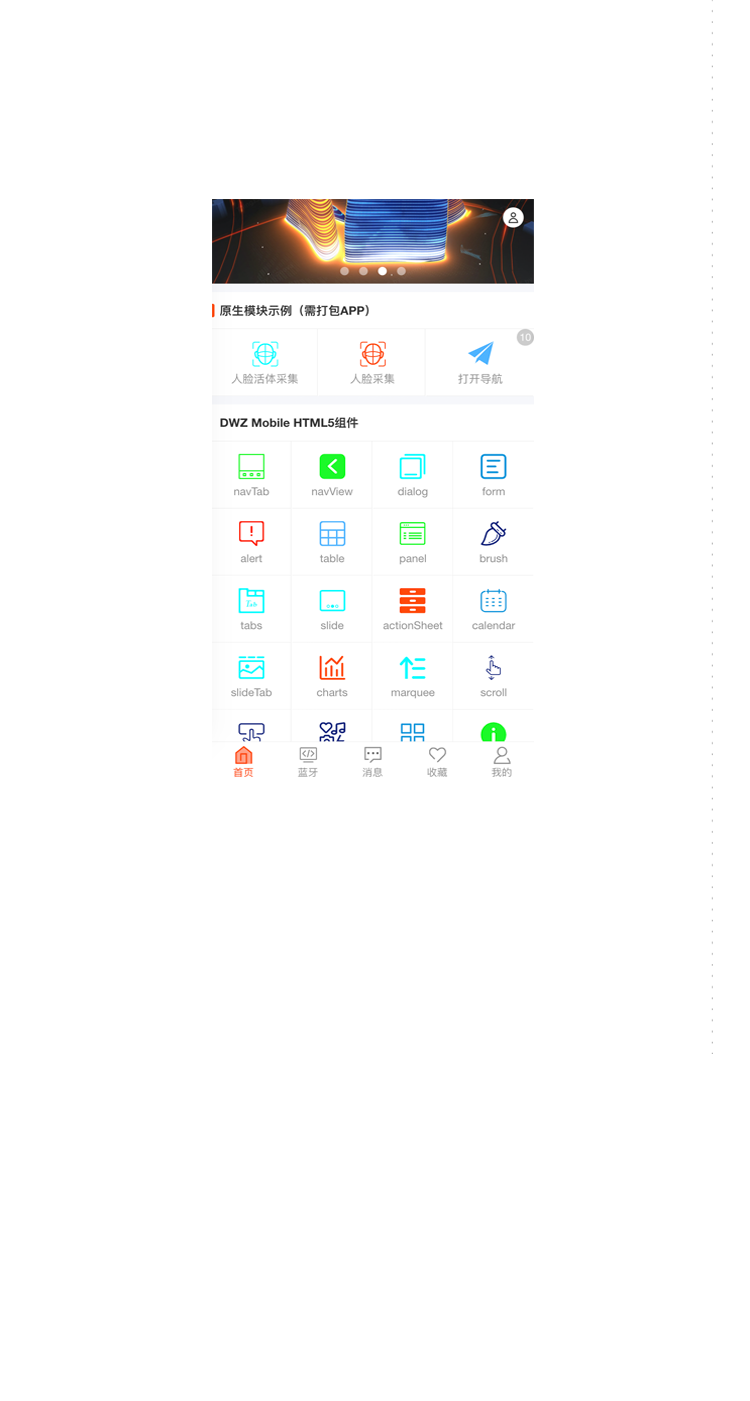 原生模块示例（需打包APP）
10
人脸活体采集 人脸采集 打开导航
DWZ Mobile HTML5组件
navTab navView dialog form
alert table panel brush
Tab
tabs slide actionSheet calendar
slideTab charts marquee scroll
首页 蓝牙 消息 收藏 我的